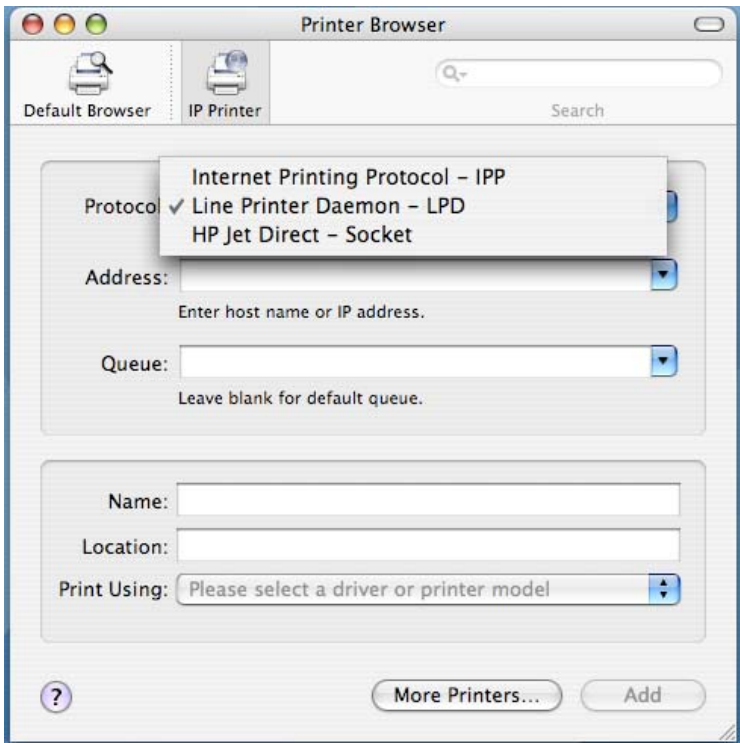 Printer Browser
Default Browser
IP Printer
Search
Internet Printing Protocol – IPP
Protocol
✓ Line Printer Daemon – LPD
HP Jet Direct – Socket
Address:
Enter host name or IP address.
Queue:
Leave blank for default queue.
Name:
Location:
Print Using: Please select a driver or printer model
?
More Printers...
Add